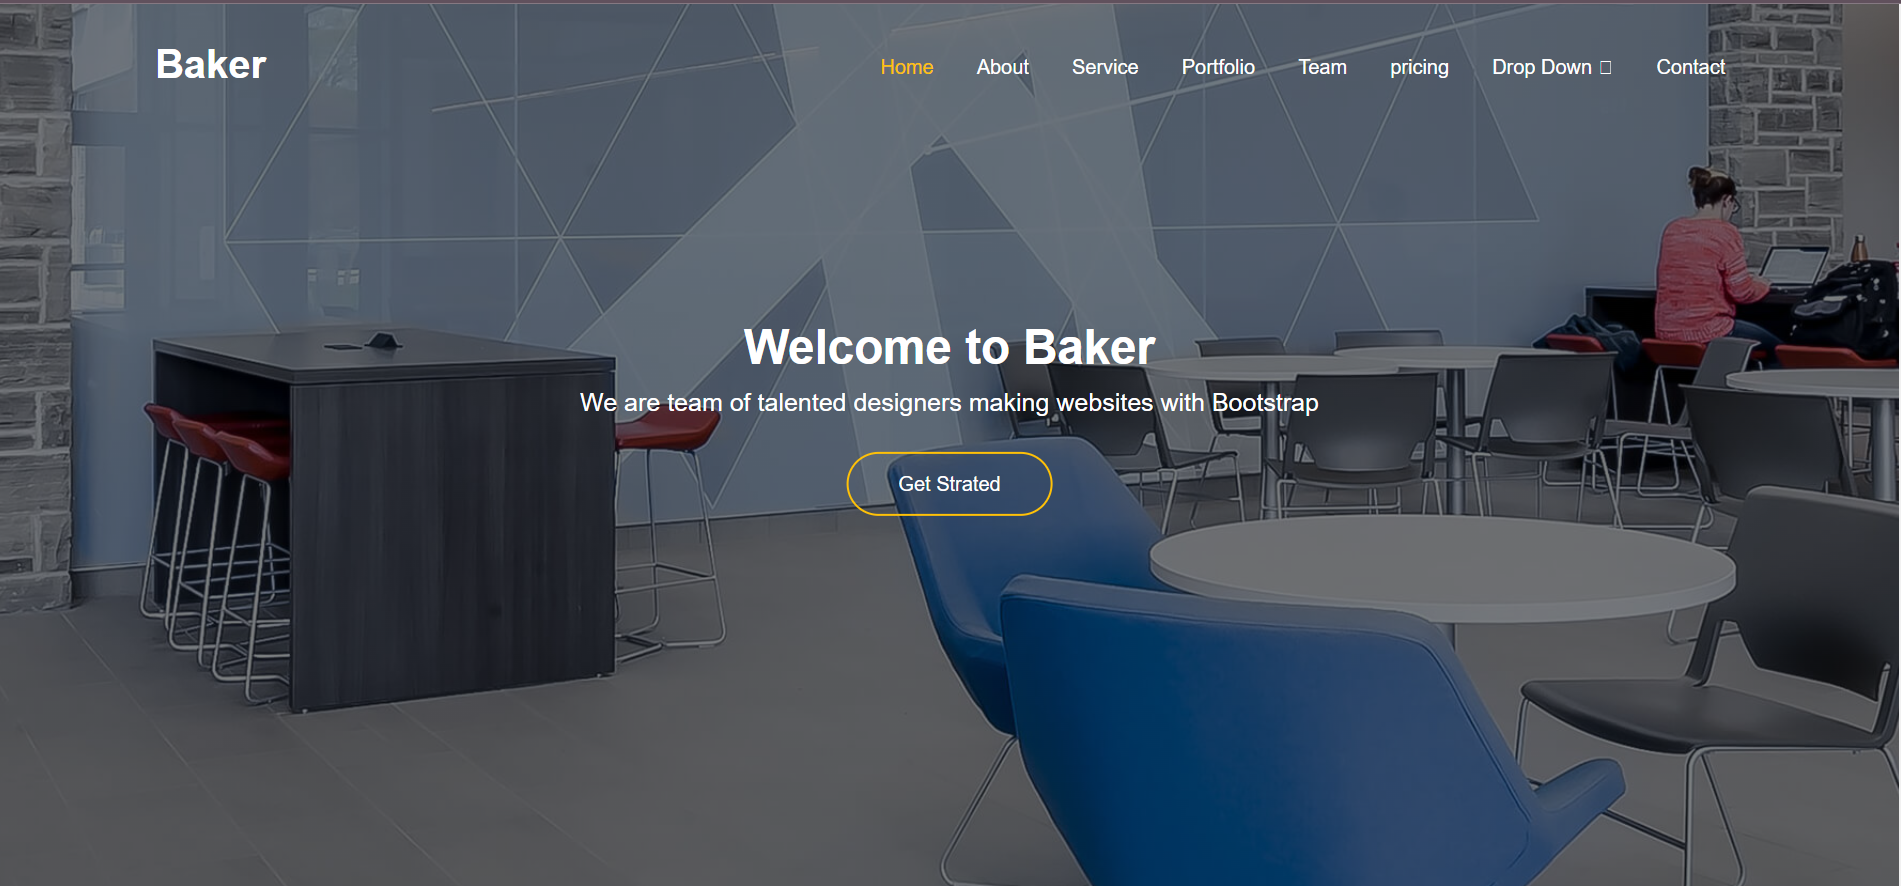 Baker
Home About Service Portfolio Team pricing Drop Down Contact
Welcome to Baker
We are team of talented designers making websites with Bootstrap
Get Strated